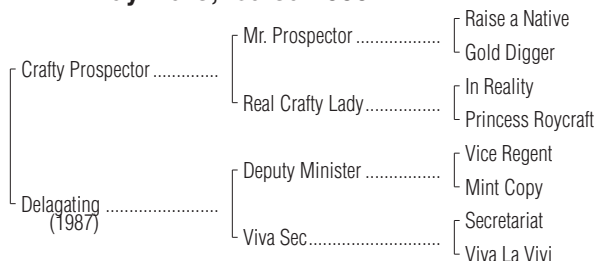 Raise a Native
Mr. Prospector
Gold Digger
Crafty Prospector
In Reality
Real Crafty Lady
Princess Roycraft
Vice Regent
Deputy Minister
Mint Copy
Delagating
(1987)
Secretariat
Viva Sec
Viva La Vivi